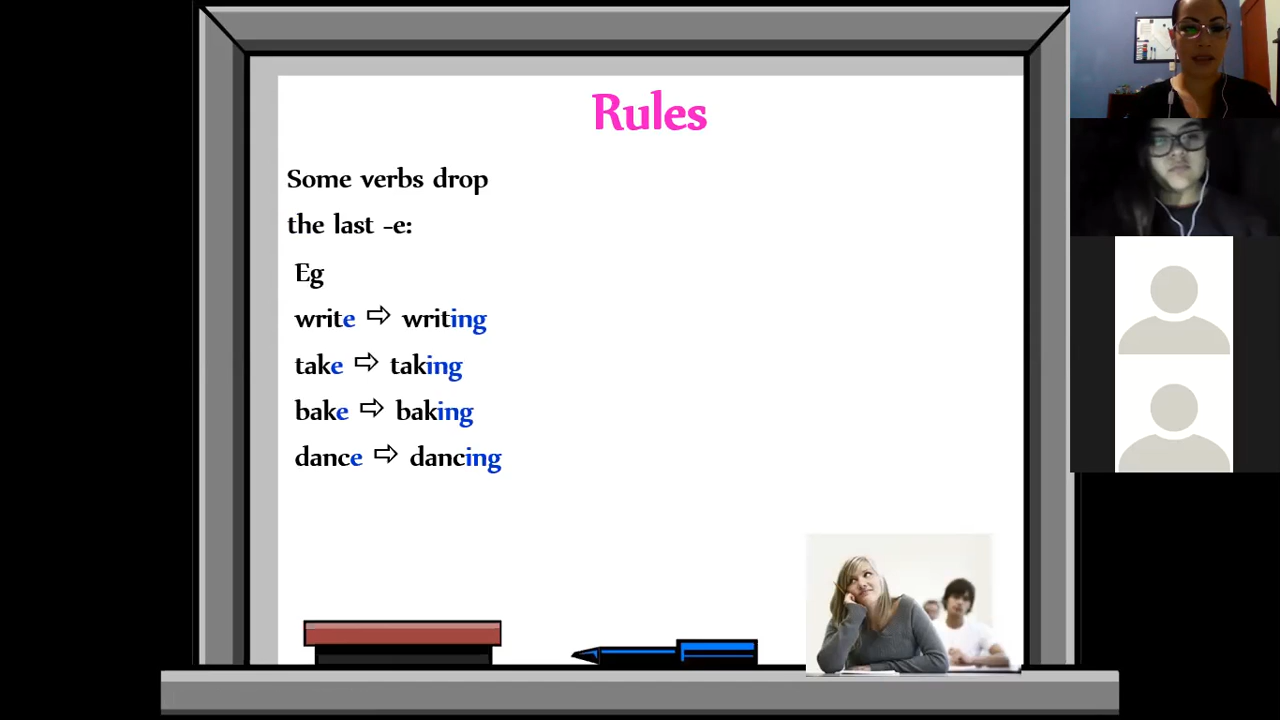 Rules
Some verbs drop
the last -e:
Eg
write ⇨ writing
take ⇨ taking
bake ⇨ baking
dance ⇨ dancing